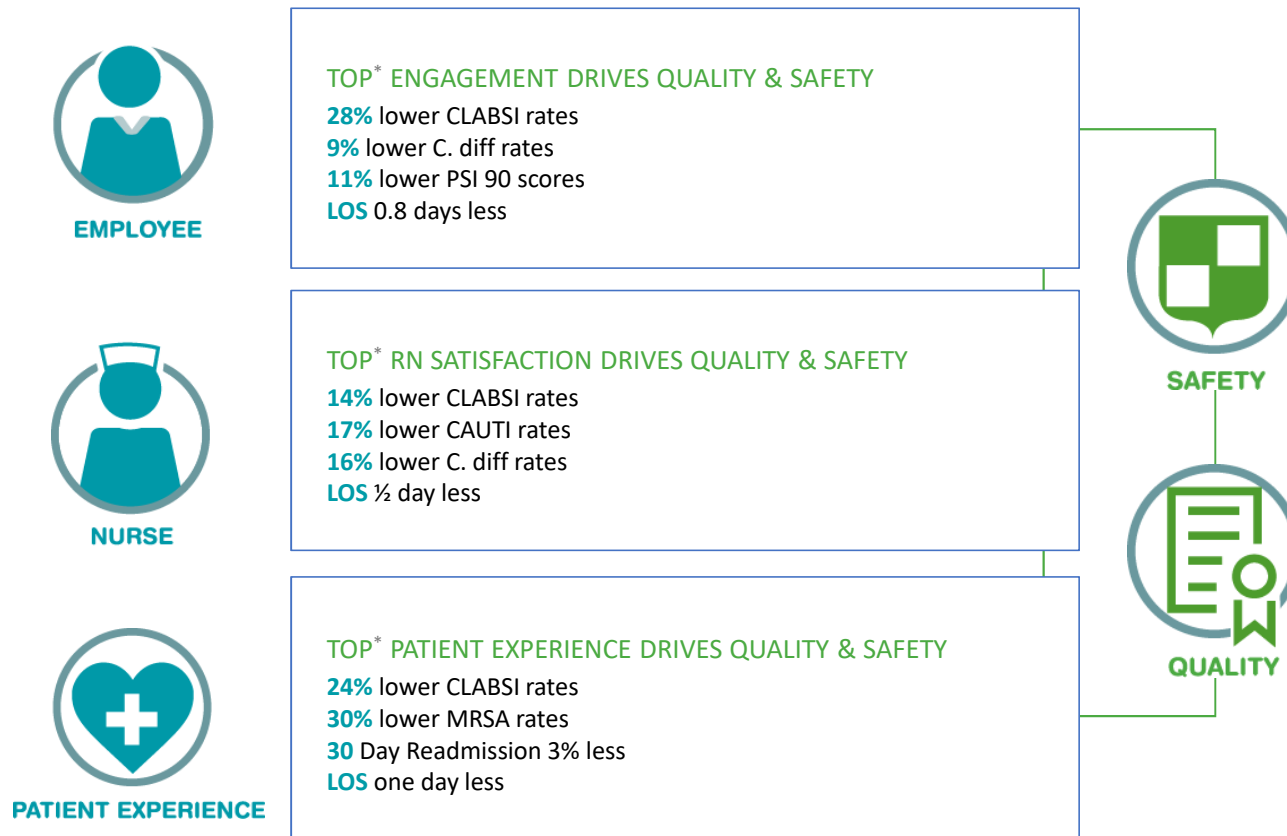 TOP* ENGAGEMENT DRIVES QUALITY & SAFETY
28% lower CLABSI rates
9% lower C. diff rates
11% lower PSI 90 scores
LOS 0.8 days less
EMPLOYEE
TOP* RN SATISFACTION DRIVES QUALITY & SAFETY
14% lower CLABSI rates
17% lower CAUTI rates
16% lower C. diff rates
LOS ½ day less
NURSE
TOP* PATIENT EXPERIENCE DRIVES QUALITY & SAFETY
24% lower CLABSI rates
30% lower MRSA rates
30 Day Readmission 3% less
LOS one day less
PATIENT EXPERIENCE
SAFETY
QUALITY